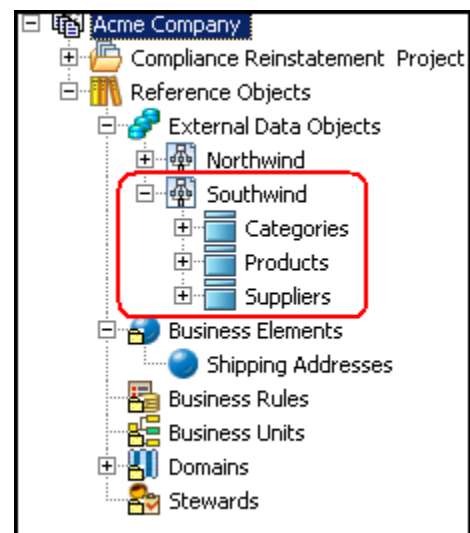 Acme Company
Compliance Reinstatement Project
Reference Objects
External Data Objects
Northwind
Southwind
Categories
Products
Suppliers
Business Elements
Shipping Addresses
Business Rules
Business Units
Domains
Stewards